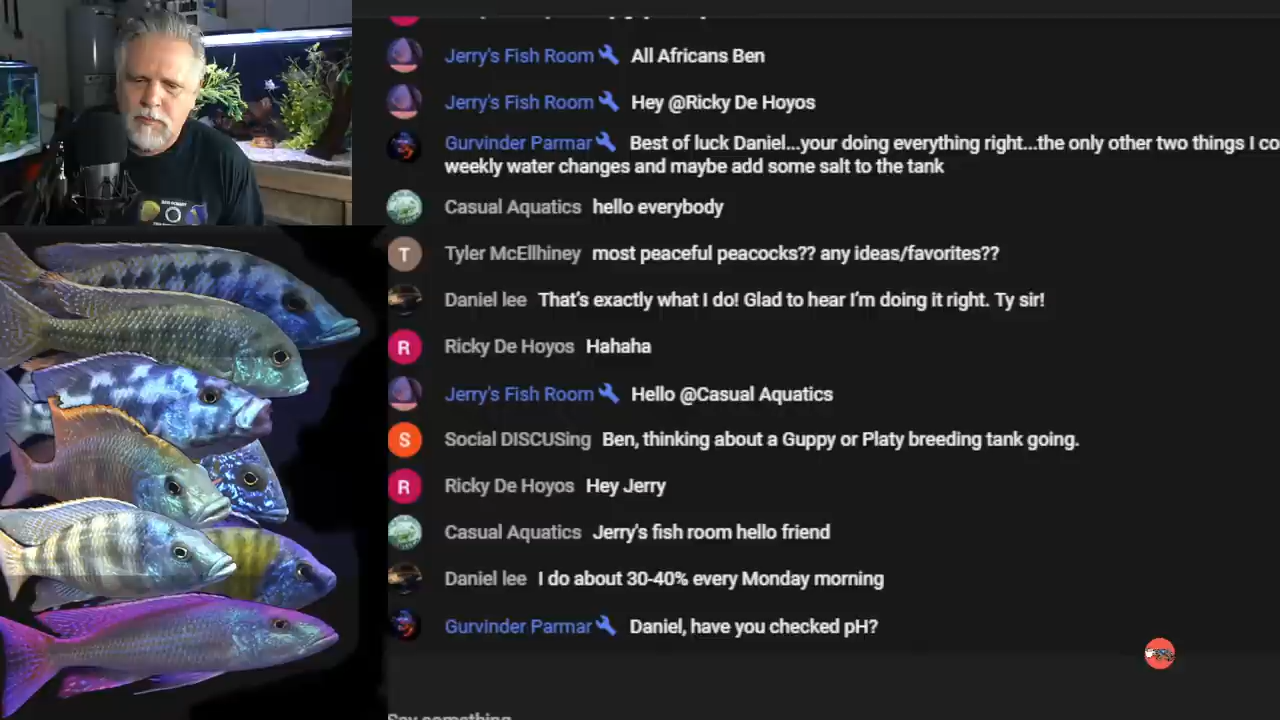 Jerry's Fish Room All Africans Ben
Jerry's Fish Room Hey @Ricky De Hoyos
Gurvinder Parmar Best of luck Daniel...your doing everything right...the only other two things I co
weekly water changes and maybe add some salt to the tank
Casual Aquatics hello everybody
T Tyler McEllhiney most peaceful peacocks?? any ideas/favorites??
Daniel lee That's exactly what I do! Glad to hear I'm doing it right. Ty sir!
R Ricky De Hoyos Hahaha
Jerry's Fish Room Hello @Casual Aquatics
S Social DISCUSing Ben, thinking about a Guppy or Platy breeding tank going.
R Ricky De Hoyos Hey Jerry
Casual Aquatics Jerry's fish room hello friend
Daniel lee I do about 30-40% every Monday morning
Gurvinder Parmar Daniel, have you checked pH?
Say something